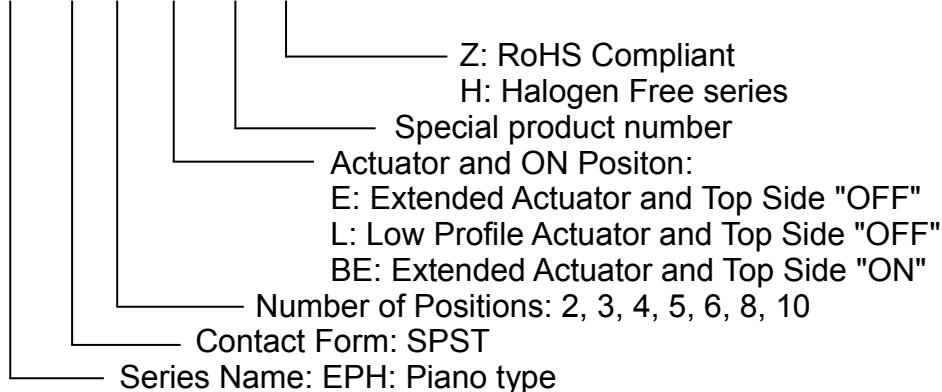 Z: RoHS Compliant
H: Halogen Free series
Special product number
Actuator and ON Positon:
E: Extended Actuator and Top Side "OFF"
L: Low Profile Actuator and Top Side "OFF"
BE: Extended Actuator and Top Side "ON"
Number of Positions: 2, 3, 4, 5, 6, 8, 10
Contact Form: SPST
Series Name: EPH: Piano type